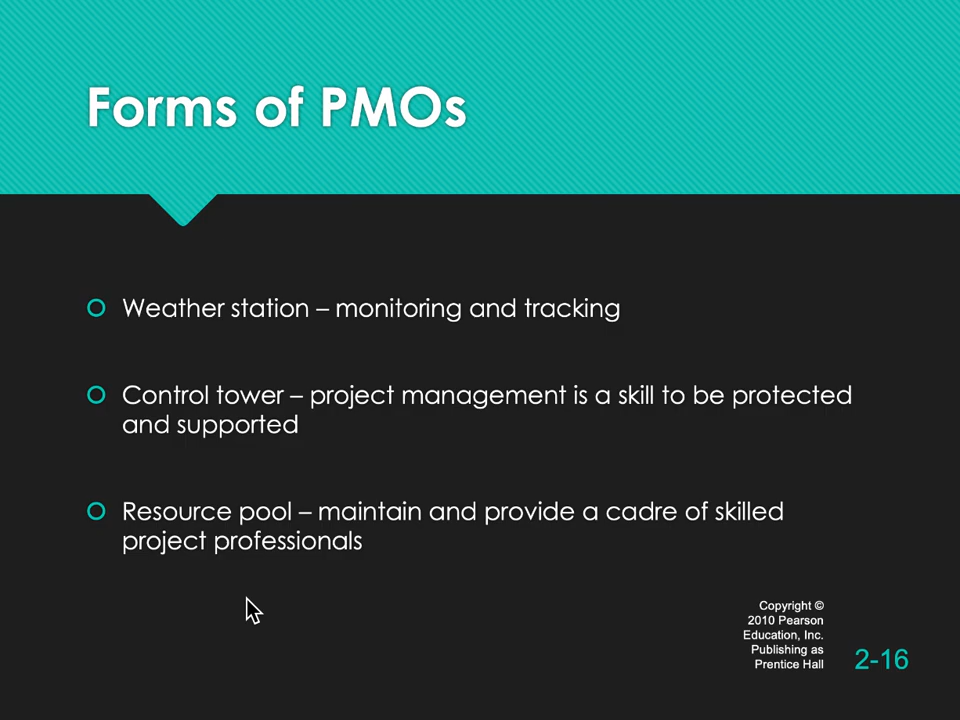 Forms of PMOs
Weather station – monitoring and tracking
Control tower – project management is a skill to be protected
and supported
Resource pool – maintain and provide a cadre of skilled
project professionals
Copyright ©
2010 Pearson
Education, Inc.
Publishing as
Prentice Hall
2-16